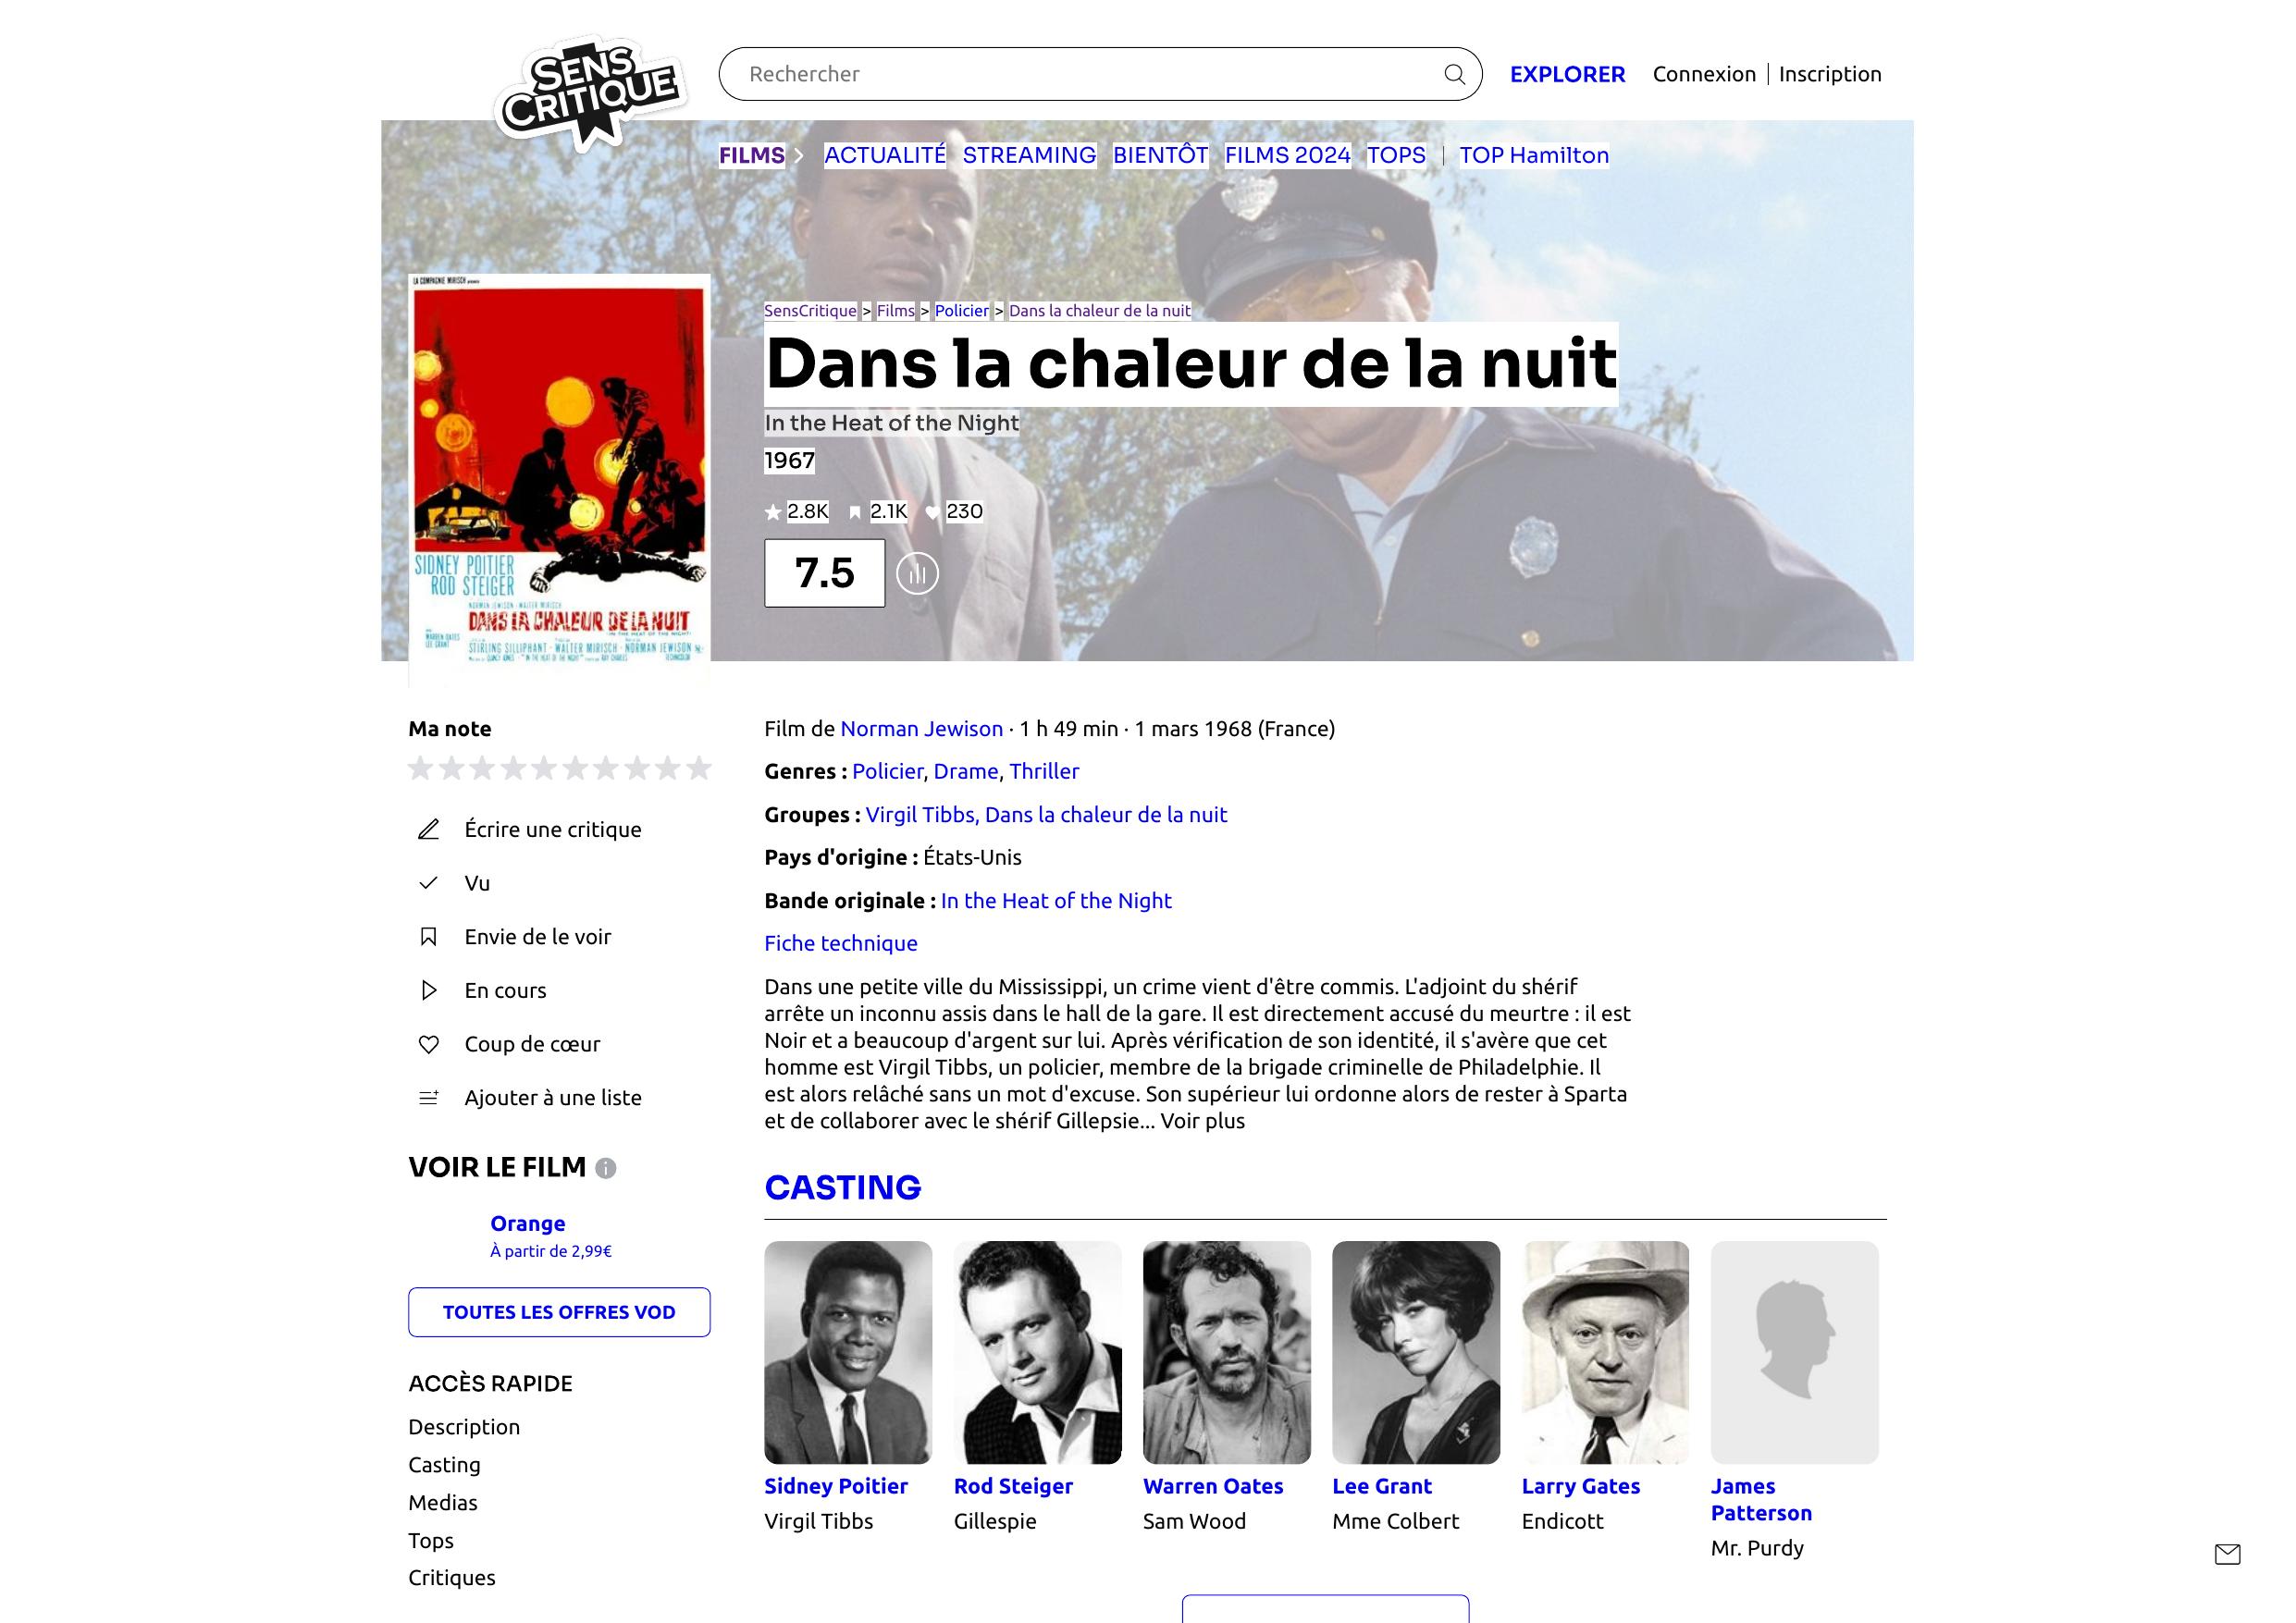 SENS
CRITIQUE
Rechercher
EXPLORER
Connexion | Inscription
FILMS
ACTUALITÉ STREAMING BIENTÔT FILMS 2024 TOPS | TOP Hamilton
SensCritique > Films > Policier > Dans la chaleur de la nuit
Dans la chaleur de la nuit
In the Heat of the Night
1967
2.8K 2.1K 230
7.5
SIDNEY POITIER
ROD STEIGER
DANS LA CHALEUR DE LA NUIT
STIRLING SILLIPHANT - WALTER MIRISCH - NORMAN JEWISON
Ma note
Écrire une critique
Vu
Envie de le voir
En cours
Coup de cœur
Ajouter à une liste
VOIR LE FILM
Orange
À partir de 2,99€
TOUTES LES OFFRES VOD
ACCÈS RAPIDE
Description
Casting
Medias
Tops
Critiques
Film de Norman Jewison · 1 h 49 min · 1 mars 1968 (France)
Genres : Policier, Drame, Thriller
Groupes : Virgil Tibbs, Dans la chaleur de la nuit
Pays d'origine : États-Unis
Bande originale : In the Heat of the Night
Fiche technique
Dans une petite ville du Mississippi, un crime vient d'être commis. L'adjoint du shérif
arrête un inconnu assis dans le hall de la gare. Il est directement accusé du meurtre : il est
Noir et a beaucoup d'argent sur lui. Après vérification de son identité, il s'avère que cet
homme est Virgil Tibbs, un policier, membre de la brigade criminelle de Philadelphie. Il
est alors relâché sans un mot d'excuse. Son supérieur lui ordonne alors de rester à Sparta
et de collaborer avec le shérif Gillepsie... Voir plus
CASTING
Sidney Poitier
Virgil Tibbs
Rod Steiger
Gillespie
Warren Oates
Sam Wood
Lee Grant
Mme Colbert
Larry Gates
Endicott
James
Patterson
Mr. Purdy